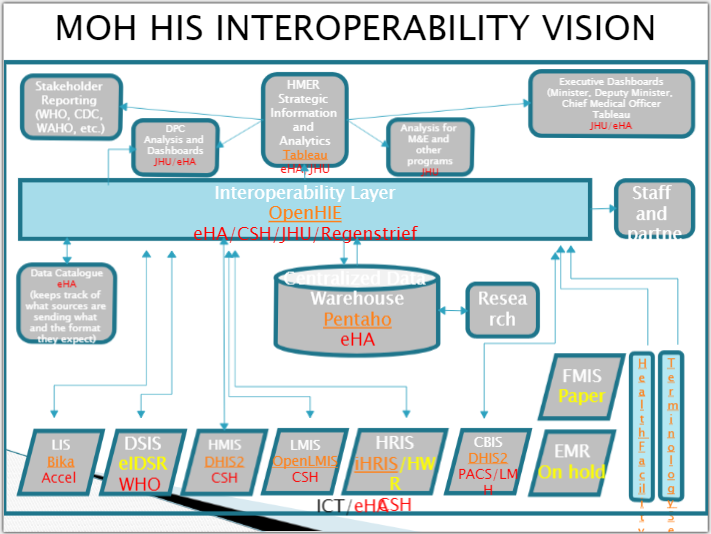 MOH HIS INTEROPERABILITY VISION
Stakeholder
Reporting
(WHO, CDC,
WAHO, etc.)
DPC
Analysis and
Dashboards
JHU/eHA
HMER
Strategic
Information
and
Analytics
Tableau
eHA/JHU
Analysis for
M&E and
other
programs
JHU
Executive Dashboards
(Minister, Deputy Minister,
Chief Medical Officer
Tableau
JHU/eHA
Interoperability Layer
OpenHIE
eHA/CSH/JHU/Regenstrief
Staff
and
partne
Data Catalogue
eHA
(keeps track of
what sources are
sending what
and the format
they expect)
Centralized Data
Warehouse
Pentaho
eHA
Resea
rch
FMIS
Paper
EMR
On hold
Health Facility
Terminology Se
LIS
Bika
Accel
DSIS
eIDSR
WHO
HMIS
DHIS2
CSH
LMIS
OpenLMIS
CSH
HRIS
iHRIS/HW
R
CSH
CBIS
DHIS2
PACS/LM
H
ICT/eHA